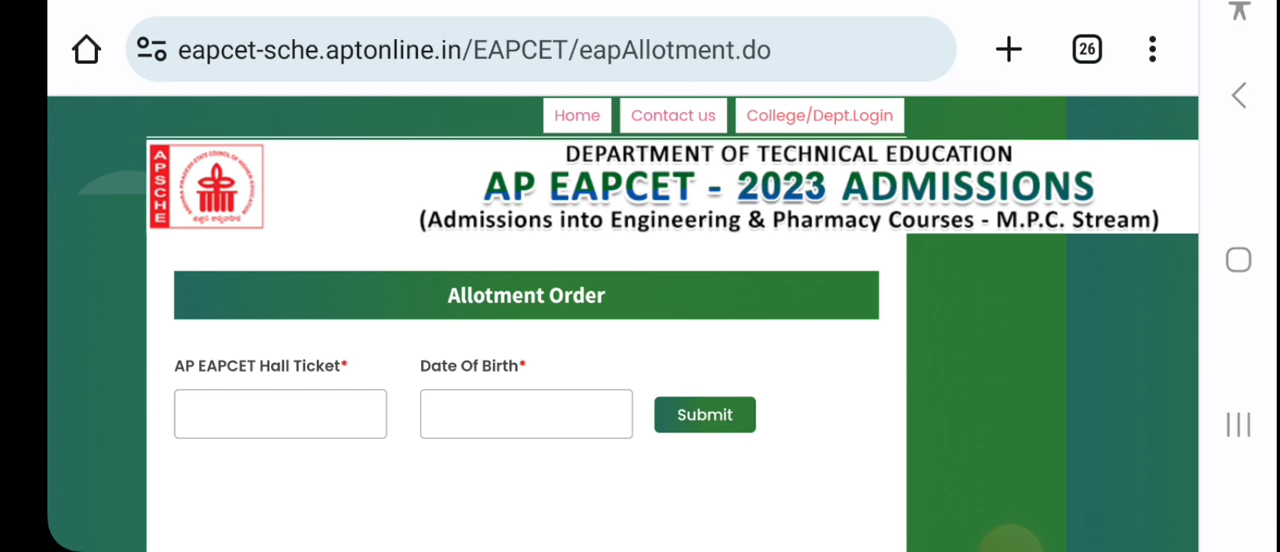 eapcet-sche.aptonline.in/EAPCET/eapAllotment.do
26
Home
Contact us
College/Dept.Login
APSCHE
DEPARTMENT OF TECHNICAL EDUCATION
AP EAPCET - 2023 ADMISSIONS
(Admissions into Engineering & Pharmacy Courses - M.P.C. Stream)
Allotment Order
AP EAPCET Hall Ticket*
Date Of Birth*
Submit